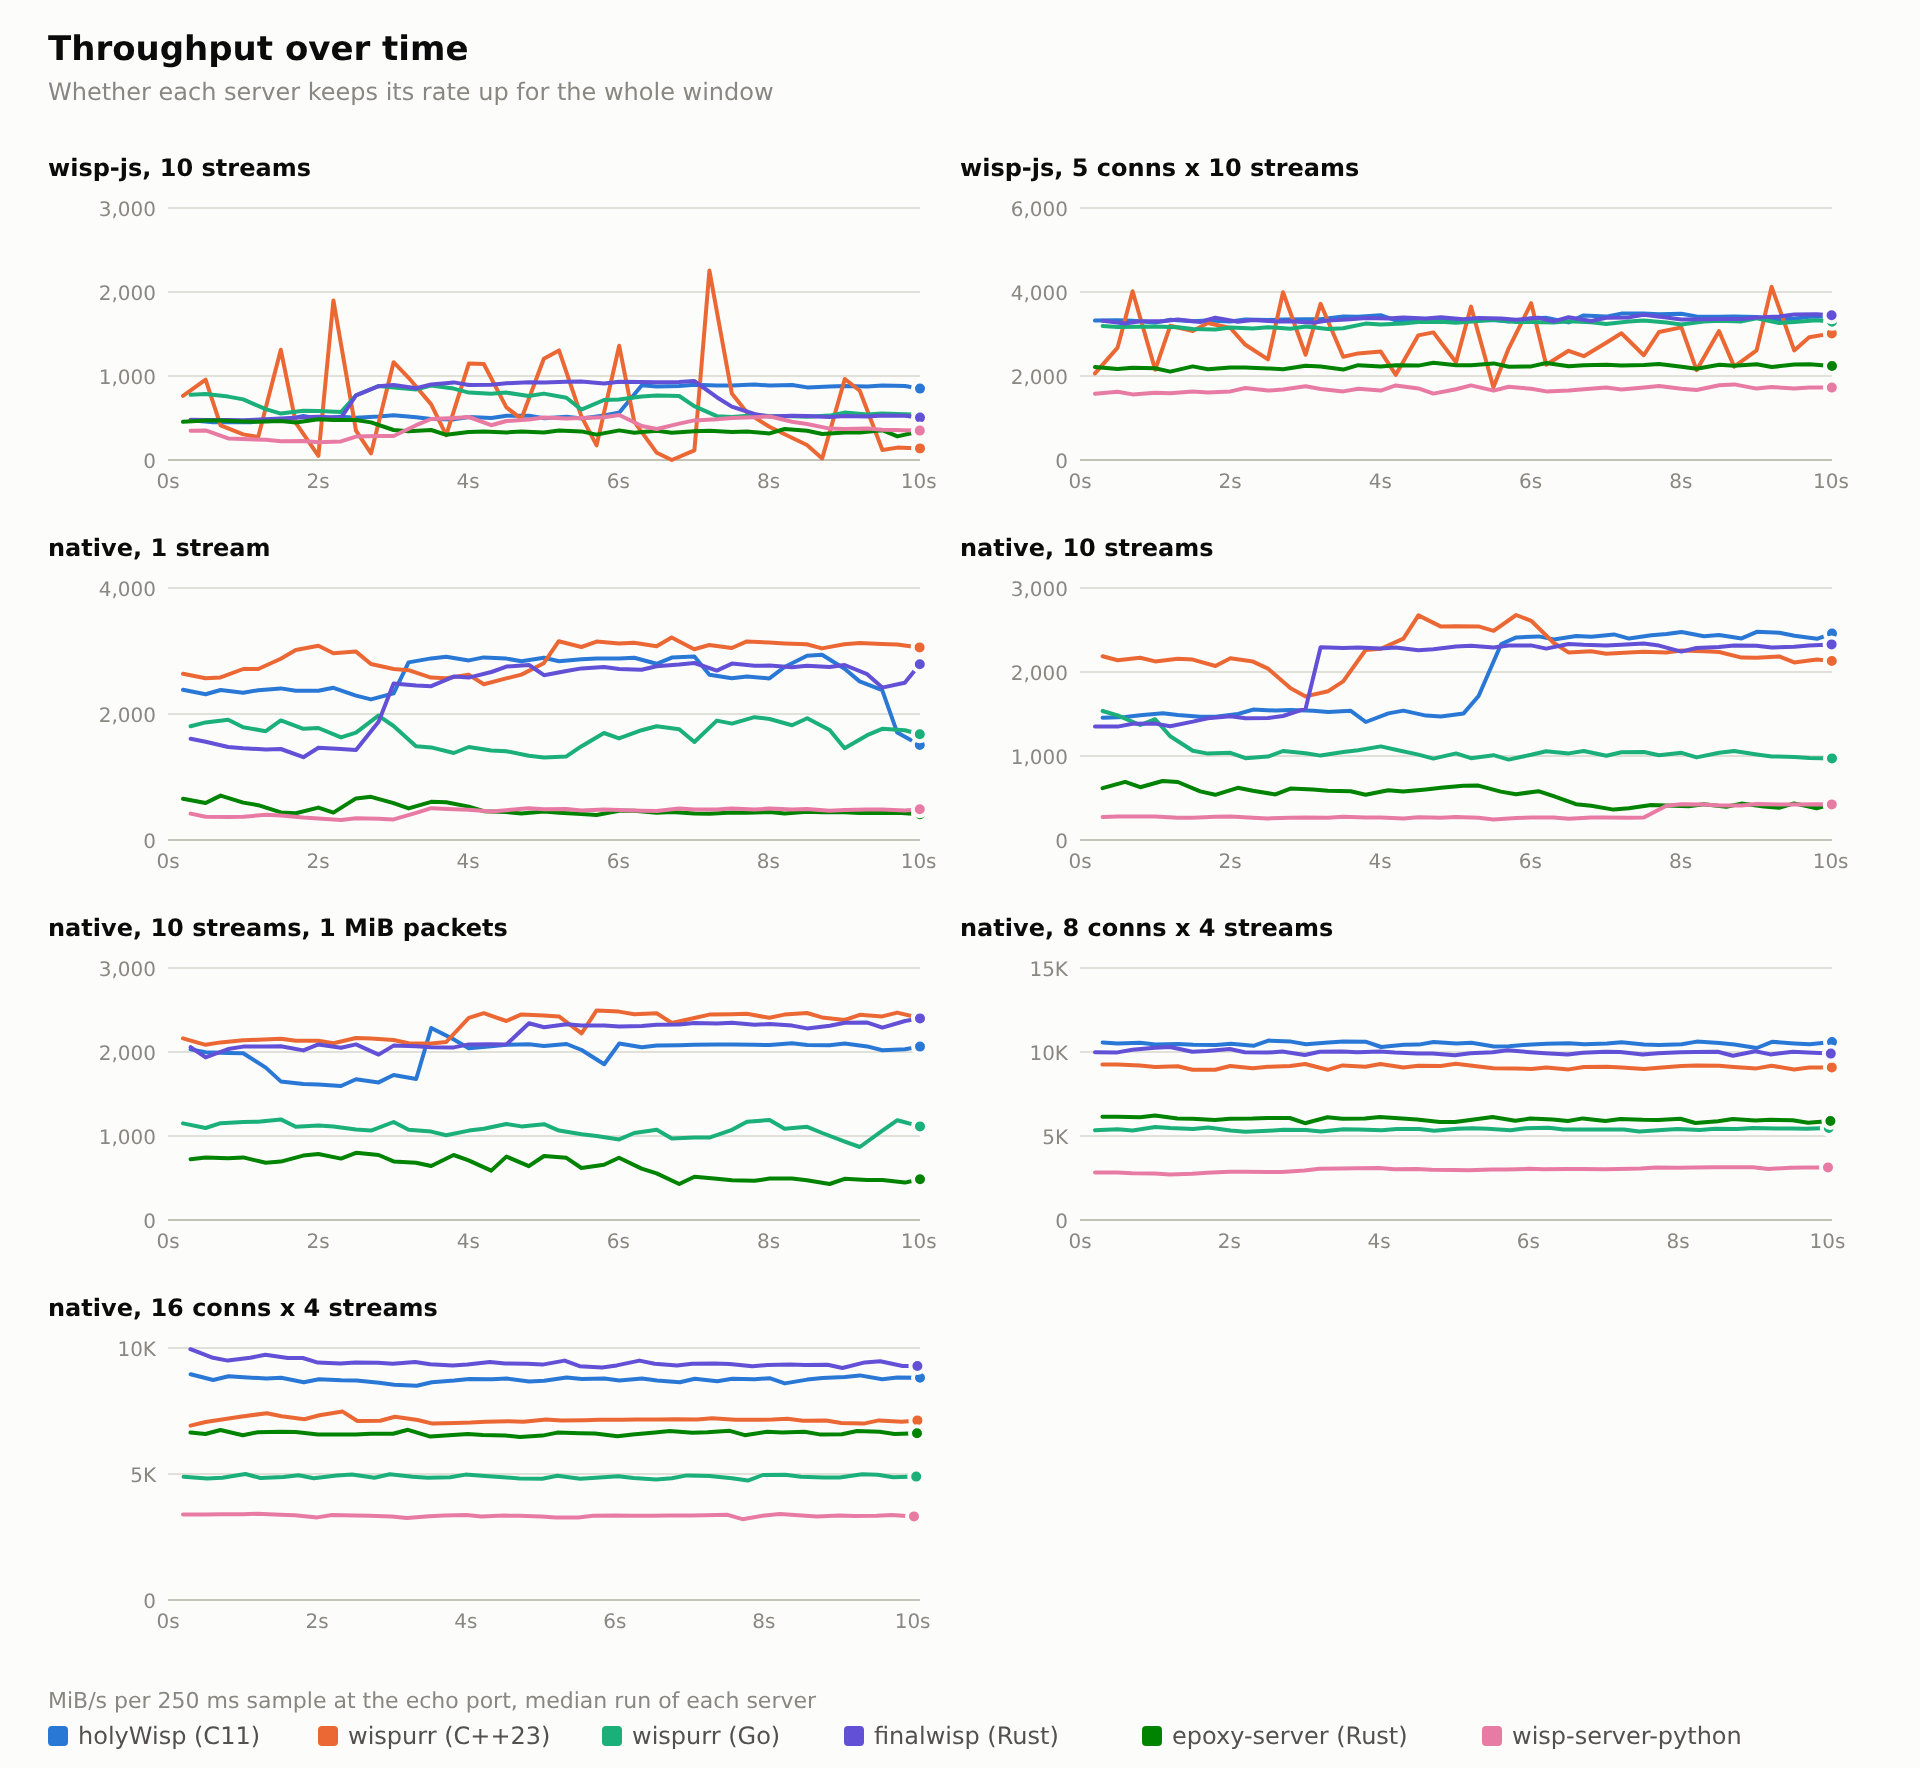 Throughput over time
Whether each server keeps its rate up for the whole window
wisp-js, 10 streams
3,000
2,000
1,000
0
0s 2s 4s 6s 8s 10s
wisp-js, 5 conns x 10 streams
6,000
4,000
2,000
0
0s 2s 4s 6s 8s 10s
native, 1 stream
4,000
2,000
0
0s 2s 4s 6s 8s 10s
native, 10 streams
3,000
2,000
1,000
0
0s 2s 4s 6s 8s 10s
native, 10 streams, 1 MiB packets
3,000
2,000
1,000
0
0s 2s 4s 6s 8s 10s
native, 8 conns x 4 streams
15K
10K
5K
0
0s 2s 4s 6s 8s 10s
native, 16 conns x 4 streams
10K
5K
0
0s 2s 4s 6s 8s 10s
MiB/s per 250 ms sample at the echo port, median run of each server
holyWisp (C11) wispurr (C++23) wispurr (Go) finalwisp (Rust) epoxy-server (Rust) wisp-server-python